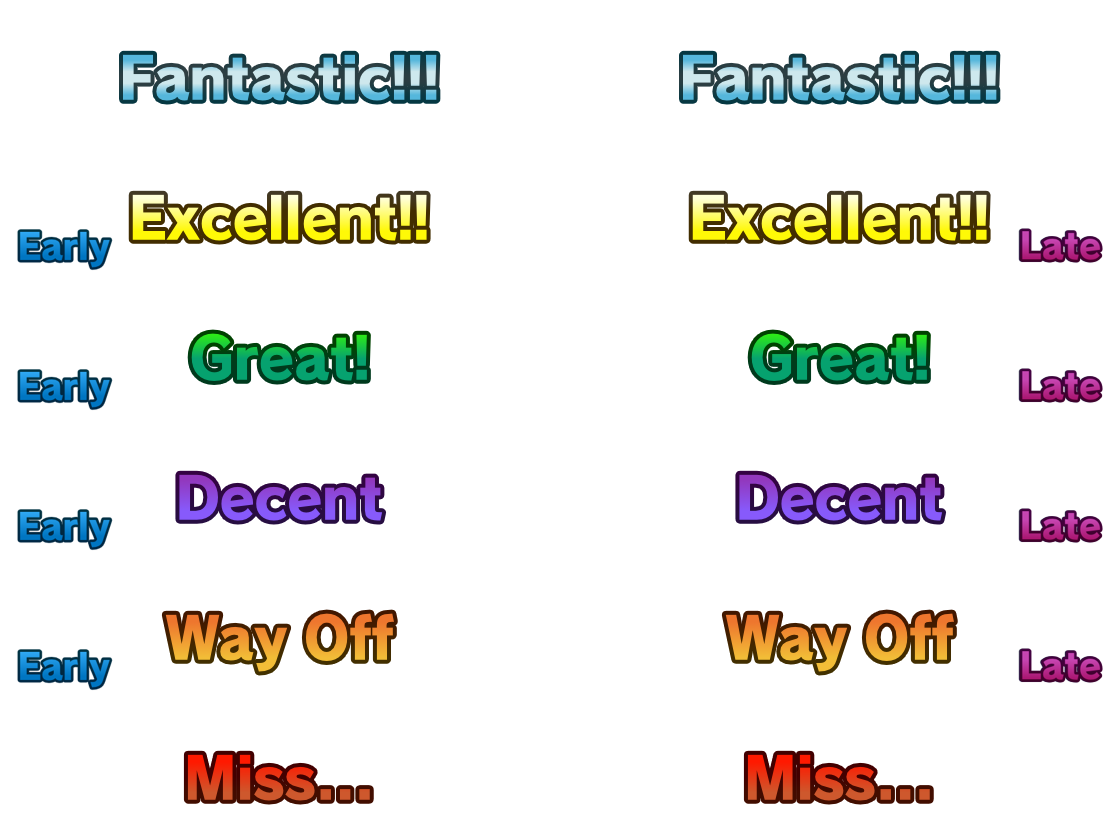 Fantastic!!! Fantastic!!!
Early Excellent!! Excellent!! Late
Early Great! Great! Late
Early Decent Decent Late
Early Way Off Way Off Late
Miss... Miss...